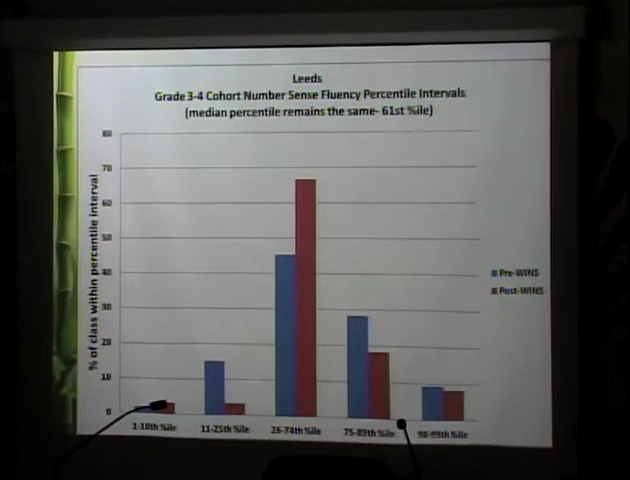 Leeds
Grade 3-4 Cohort Number Sense Fluency Percentile Intervals
(median percentile remains the same- 61st %ile)
% of class within percentile interval
80
70
60
50
40
30
20
10
0
1-10th %ile
11-25th %ile
26-74th %ile
75-89th %ile
90-99th %ile
Pre-WINS
Post-WINS